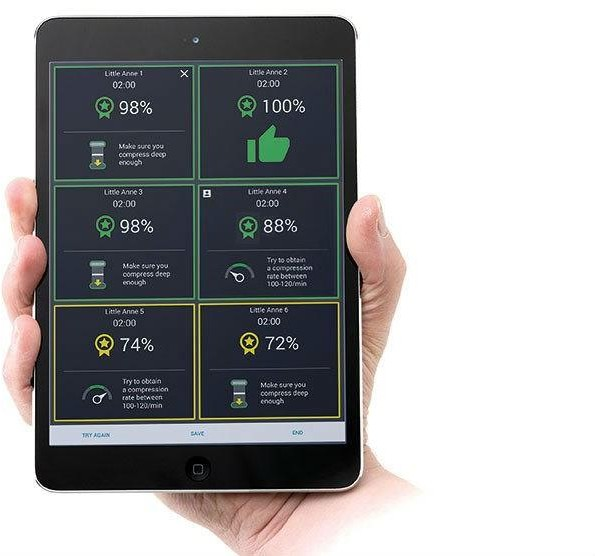 Little Anne 1
02:00
98%
Make sure you
compress deep
enough
Little Anne 2
02:00
100%
Little Anne 3
02:00
98%
Make sure you
compress deep
enough
Little Anne 4
02:00
88%
Try to obtain
a compression
rate between
100-120/min
Little Anne 5
02:00
74%
Try to obtain
a compression
rate between
100-120/min
Little Anne 6
02:00
72%
Make sure you
compress deep
enough
TRY AGAIN
SAVE
END